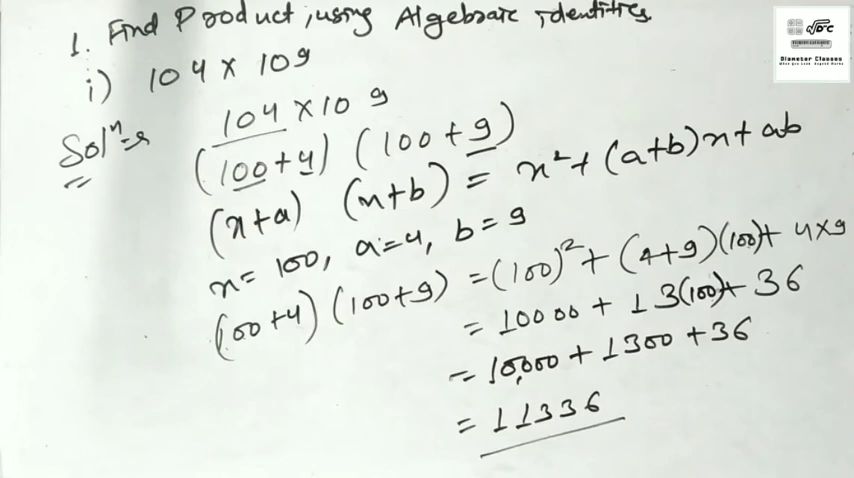 1. Find Product, using Algebraic identities.
i) 104 × 109
Solⁿ⇒ 104 × 109
(100+4) (100+9)
(x+a) (x+b) = x² + (a+b)x + ab
x = 100, a=4, b=9
(100+4) (100+9) = (100)² + (4+9)(100) + 4×9
= 10000 + 13(100) + 36
= 10,000 + 1300 + 36
= 11336
Diameter Classes